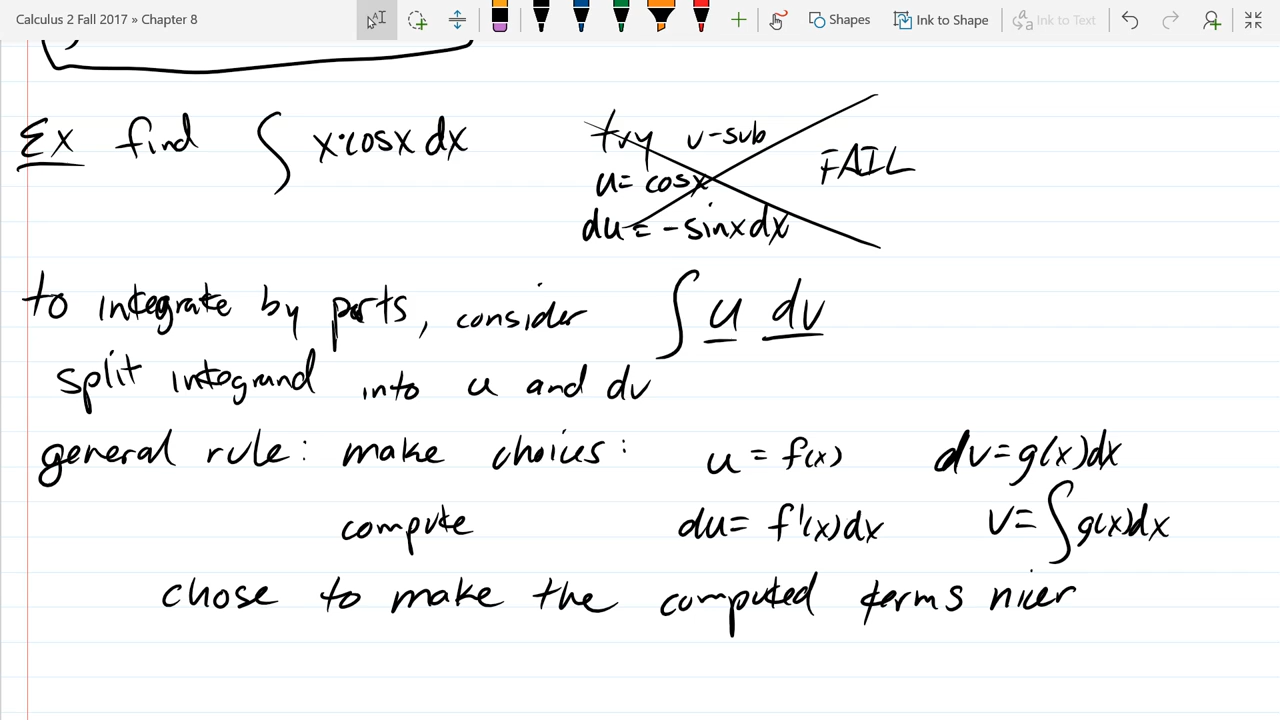 Calculus 2 Fall 2017 » Chapter 8
Shapes
Ink to Shape
Ink to Text
Ex find ∫ x·cosx dx
try u-sub
u = cosx
du = -sinxdx
FAIL
to integrate by parts, consider ∫ u dv
split integrand into u and dv
general rule: make choices: u = f(x) dv = g(x)dx
compute du = f'(x)dx v = ∫ g(x)dx
chose to make the computed terms nicer